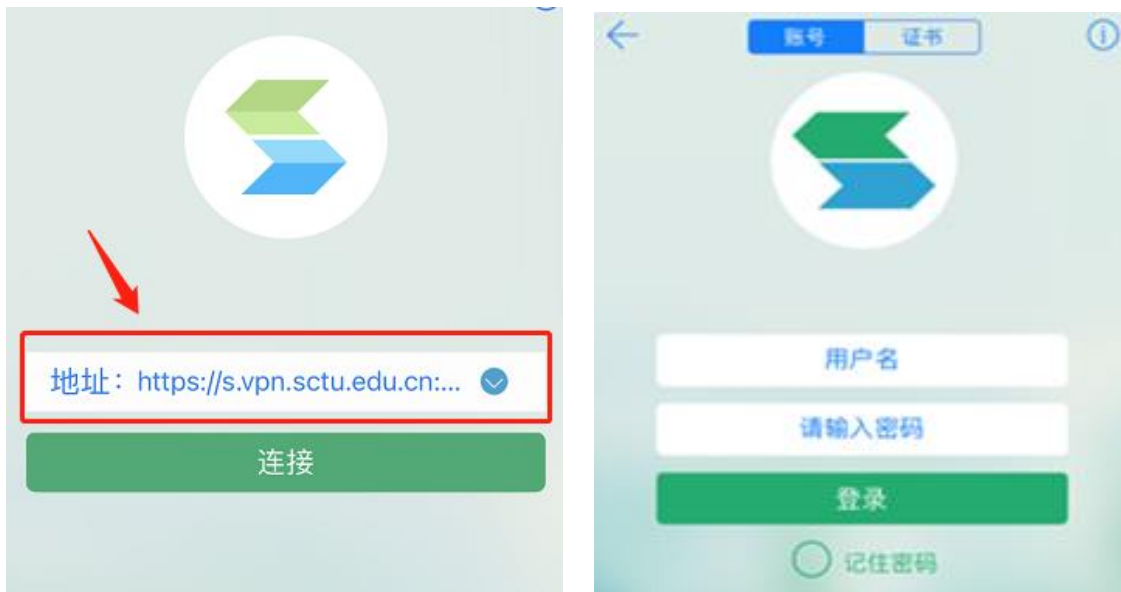 地址：https://s.vpn.sctu.edu.cn:...
连接
账号 证书
用户名
请输入密码
登录
记住密码